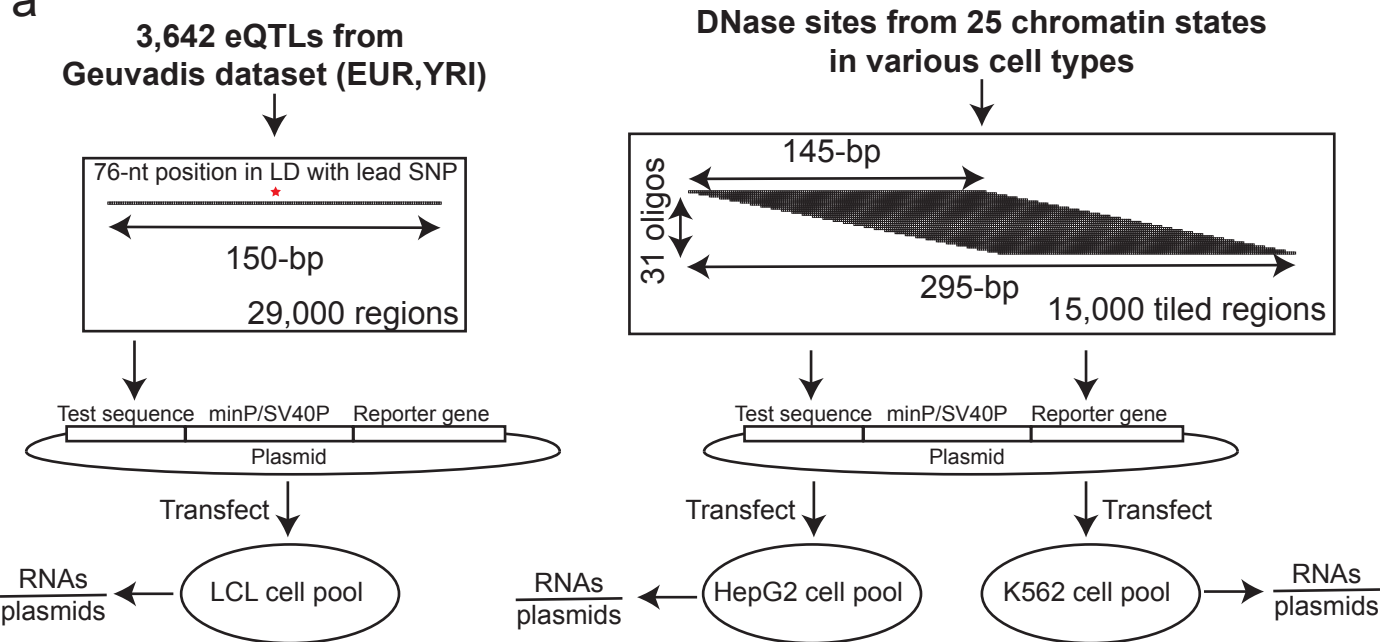 a
3,642 eQTLs from
Geuvadis dataset (EUR,YRI)
76-nt position in LD with lead SNP
150-bp
29,000 regions
Test sequence minP/SV40P Reporter gene
Plasmid
Transfect
LCL cell pool
RNAs
plasmids
DNase sites from 25 chromatin states
in various cell types
145-bp
31 oligos
295-bp
15,000 tiled regions
Test sequence minP/SV40P Reporter gene
Plasmid
Transfect
Transfect
RNAs
plasmids
HepG2 cell pool
K562 cell pool
RNAs
plasmids